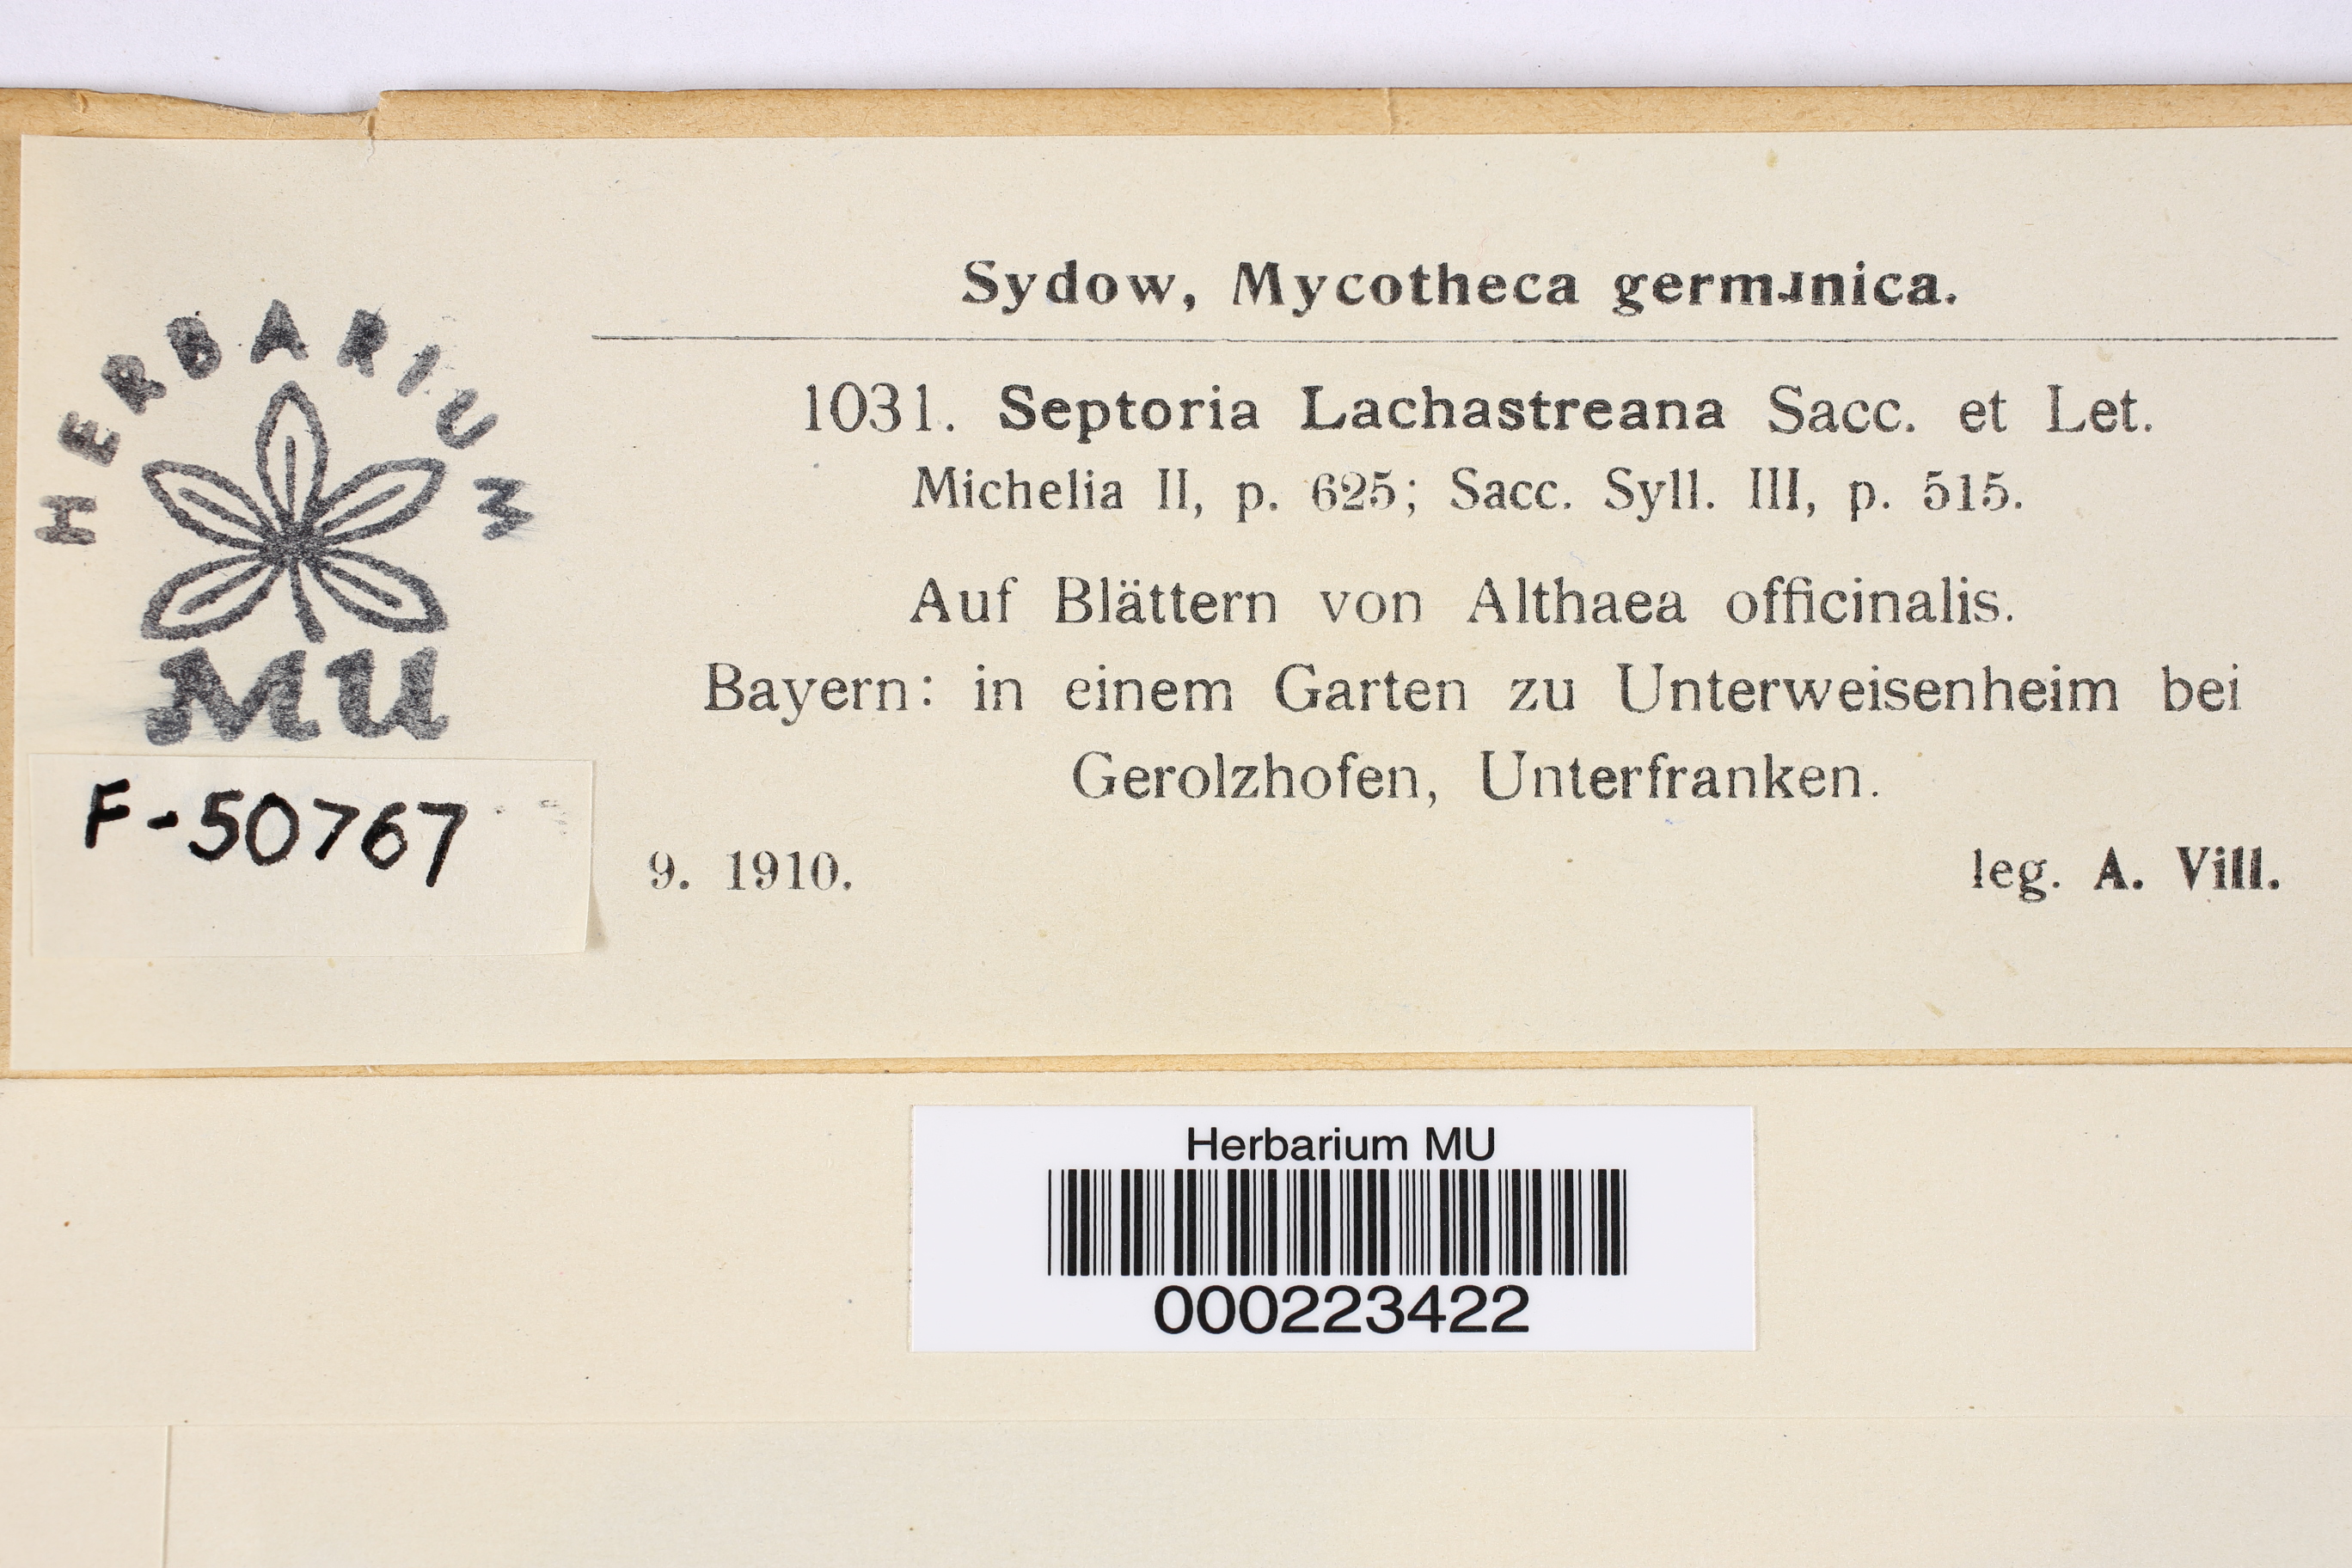 Sydow, Mycotheca germanica.
1031. Septoria Lachastreana Sacc. et Let.
Michelia II, p. 625; Sacc. Syll. III, p. 515.
Auf Blättern von Althaea officinalis.
Bayern: in einem Garten zu Unterweisenheim bei
Gerolzhofen, Unterfranken.
9. 1910. leg. A. Vill.
HERBARIUM
MU
F-50767
Herbarium MU
000223422